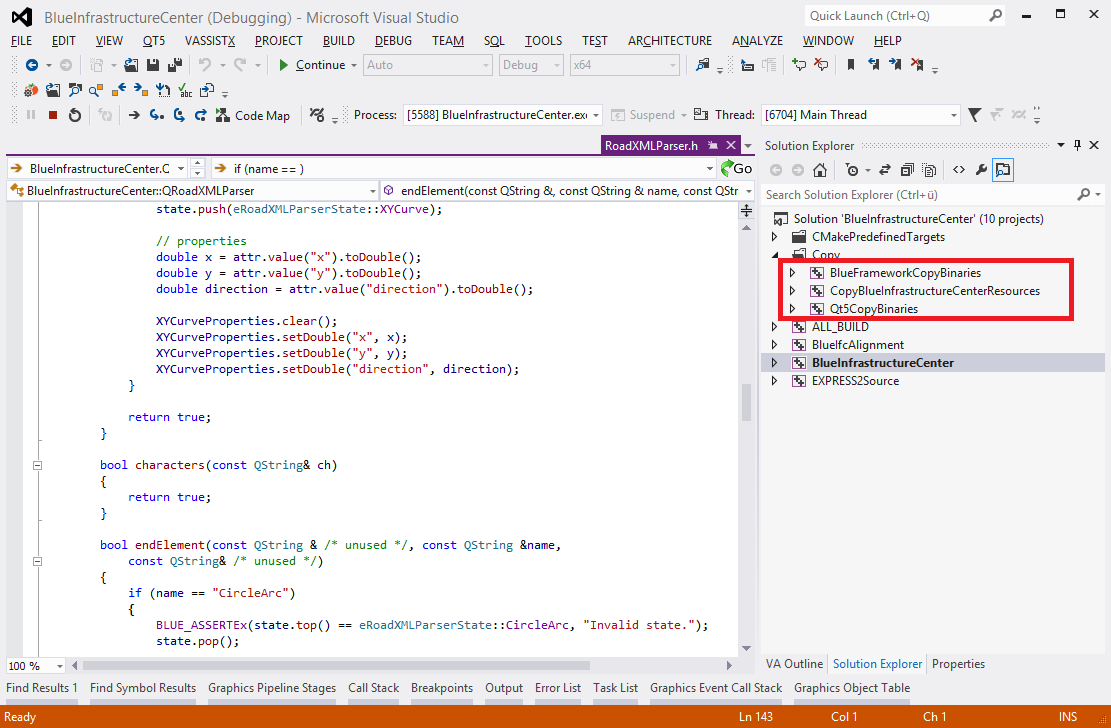 BlueInfrastructureCenter (Debugging) - Microsoft Visual Studio
Quick Launch (Ctrl+Q)
FILE EDIT VIEW QT5 VASSISTX PROJECT BUILD DEBUG TEAM SQL TOOLS TEST ARCHITECTURE ANALYZE WINDOW HELP
Continue Auto Debug x64
abc
Code Map Process: [5588] BlueInfrastructureCenter.exe Suspend Thread: [6704] Main Thread
RoadXMLParser.h
BlueInfrastructureCenter.C if (name == ) Go
BlueInfrastructureCenter::QRoadXMLParser endElement(const QString &, const QString & name, const QStr
state.push(eRoadXMLParserState::XYCurve);
// properties
double x = attr.value("x").toDouble();
double y = attr.value("y").toDouble();
double direction = attr.value("direction").toDouble();
XYCurveProperties.clear();
XYCurveProperties.setDouble("x", x);
XYCurveProperties.setDouble("y", y);
XYCurveProperties.setDouble("direction", direction);
}
return true;
}
bool characters(const QString& ch)
{
return true;
}
bool endElement(const QString & /* unused */, const QString &name,
const QString& /* unused */)
{
if (name == "CircleArc")
{
BLUE_ASSERTEx(state.top() == eRoadXMLParserState::CircleArc, "Invalid state.");
state.pop();
100 %
Solution Explorer
Search Solution Explorer (Ctrl+ü)
Solution 'BlueInfrastructureCenter' (10 projects)
CMakePredefinedTargets
Copy
BlueFrameworkCopyBinaries
CopyBlueInfrastructureCenterResources
Qt5CopyBinaries
ALL_BUILD
BlueIfcAlignment
BlueInfrastructureCenter
EXPRESS2Source
VA Outline Solution Explorer Properties
Find Results 1 Find Symbol Results Graphics Pipeline Stages Call Stack Breakpoints Output Error List Task List Graphics Event Call Stack Graphics Object Table
Ready Ln 143 Col 1 Ch 1 INS